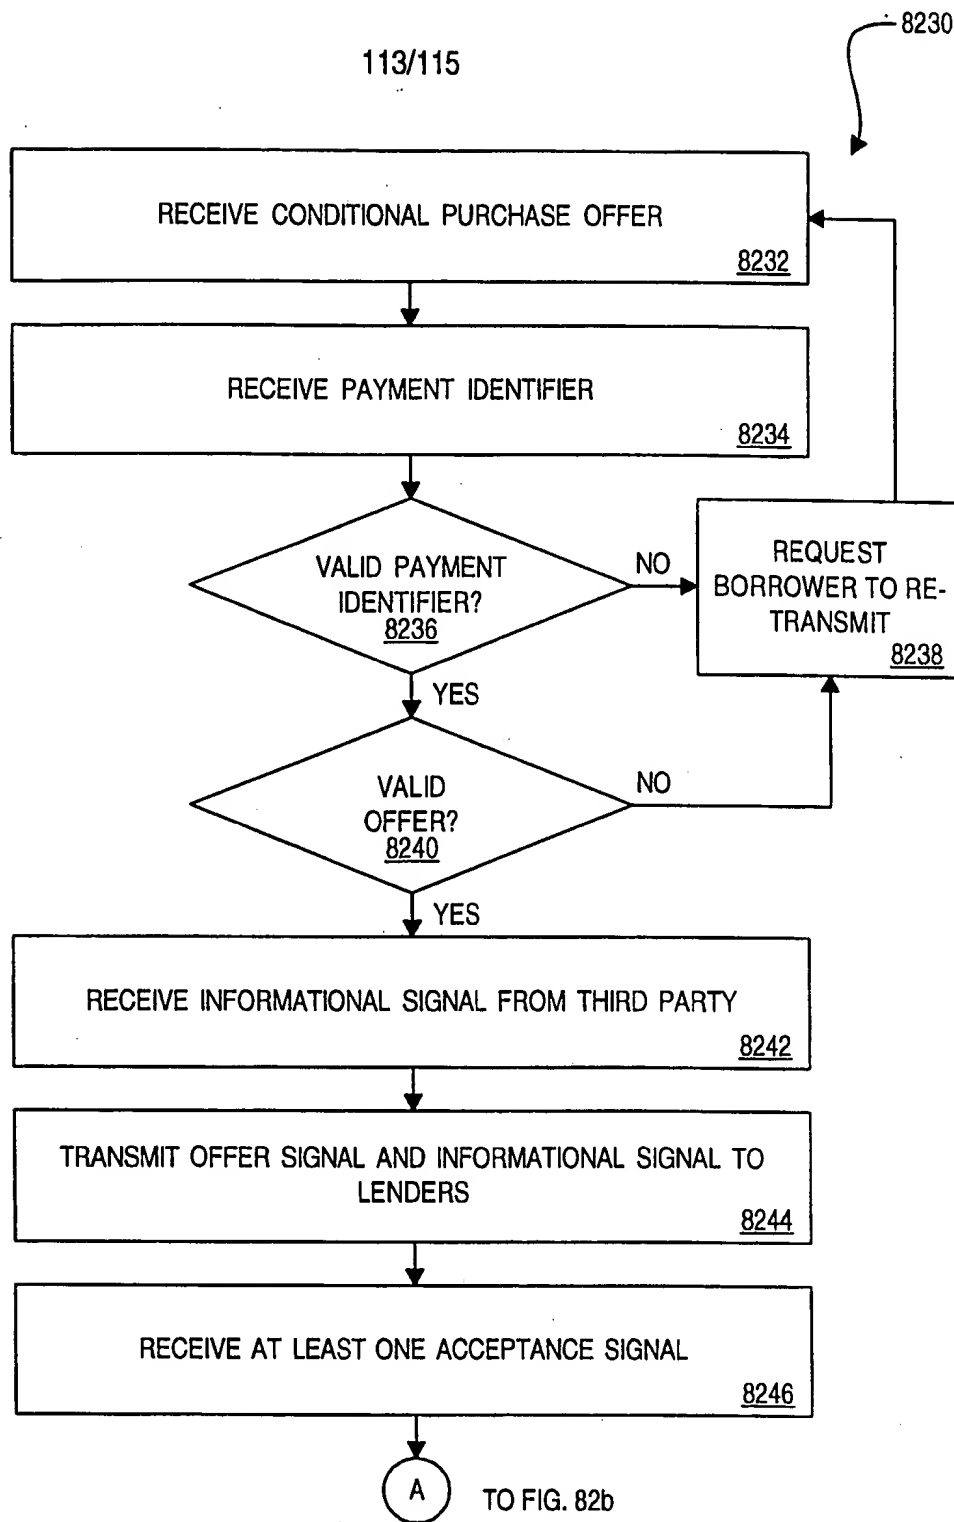 8230
113/115
RECEIVE CONDITIONAL PURCHASE OFFER
8232
RECEIVE PAYMENT IDENTIFIER
8234
VALID PAYMENT
IDENTIFIER?
8236
NO
REQUEST
BORROWER TO RE-
TRANSMIT
8238
YES
VALID
OFFER?
8240
NO
YES
RECEIVE INFORMATIONAL SIGNAL FROM THIRD PARTY
8242
TRANSMIT OFFER SIGNAL AND INFORMATIONAL SIGNAL TO
LENDERS
8244
RECEIVE AT LEAST ONE ACCEPTANCE SIGNAL
8246
A
TO FIG. 82b